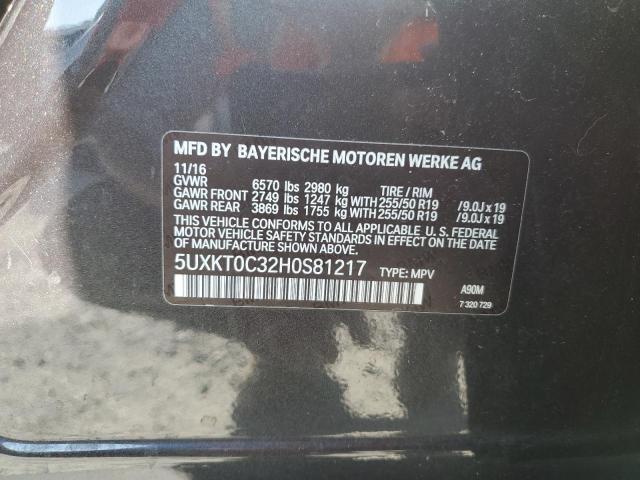 MFD BY BAYERISCHE MOTOREN WERKE AG
11/16
GVWR 6570 lbs 2980 kg TIRE / RIM
GAWR FRONT 2749 lbs 1247 kg WITH 255/50 R19 /9.0J x 19
GAWR REAR 3869 lbs 1755 kg WITH 255/50 R19 /9.0J x 19
THIS VEHICLE CONFORMS TO ALL APPLICABLE U. S. FEDERAL
MOTOR VEHICLE SAFETY STANDARDS IN EFFECT ON THE DATE
OF MANUFACTURE SHOWN ABOVE.
5UXKT0C32H0S81217 TYPE: MPV
A90M
7 320 729